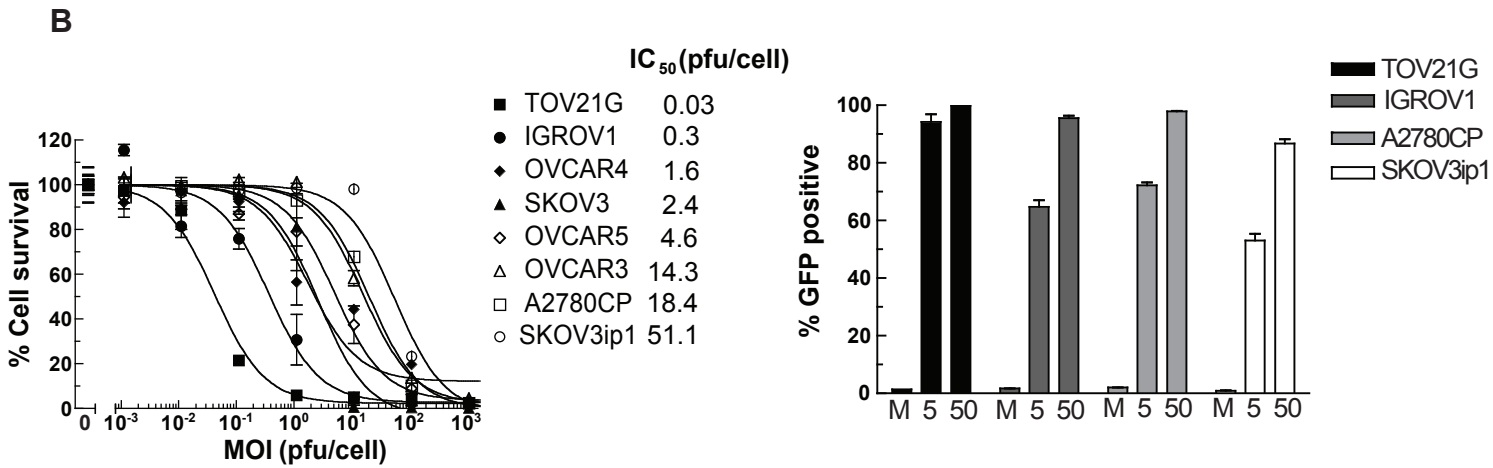 B
IC50 (pfu/cell)
TOV21G 0.03
IGROV1 0.3
OVCAR4 1.6
SKOV3 2.4
OVCAR5 4.6
OVCAR3 14.3
A2780CP 18.4
SKOV3ip1 51.1
% Cell survival
120
100
80
60
40
20
0
0 10-3 10-2 10-1 100 101 102 103
MOI (pfu/cell)
TOV21G
IGROV1
A2780CP
SKOV3ip1
% GFP positive
100
80
60
40
20
0
M 5 50 M 5 50 M 5 50 M 5 50